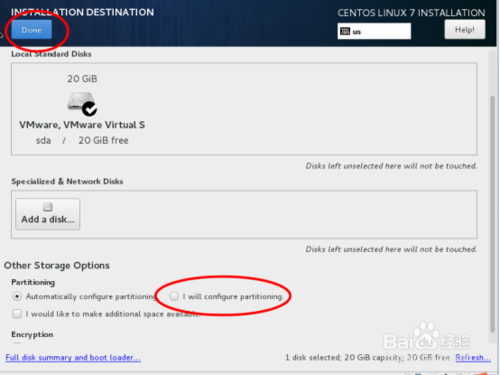 INSTALLATION DESTINATION
CENTOS LINUX 7 INSTALLATION
Done
us
Help!
Local Standard Disks
20 GiB
VMware, VMware Virtual S
sda / 20 GiB free
Disks left unselected here will not be touched.
Specialized & Network Disks
Add a disk...
Disks left unselected here will not be touched.
Other Storage Options
Partitioning
Automatically configure partitioning. I will configure partitioning.
I would like to make additional space available.
Encryption
Full disk summary and boot loader...
1 disk selected; 20 GiB capacity; 20 GiB free Refresh...
Bai 经验